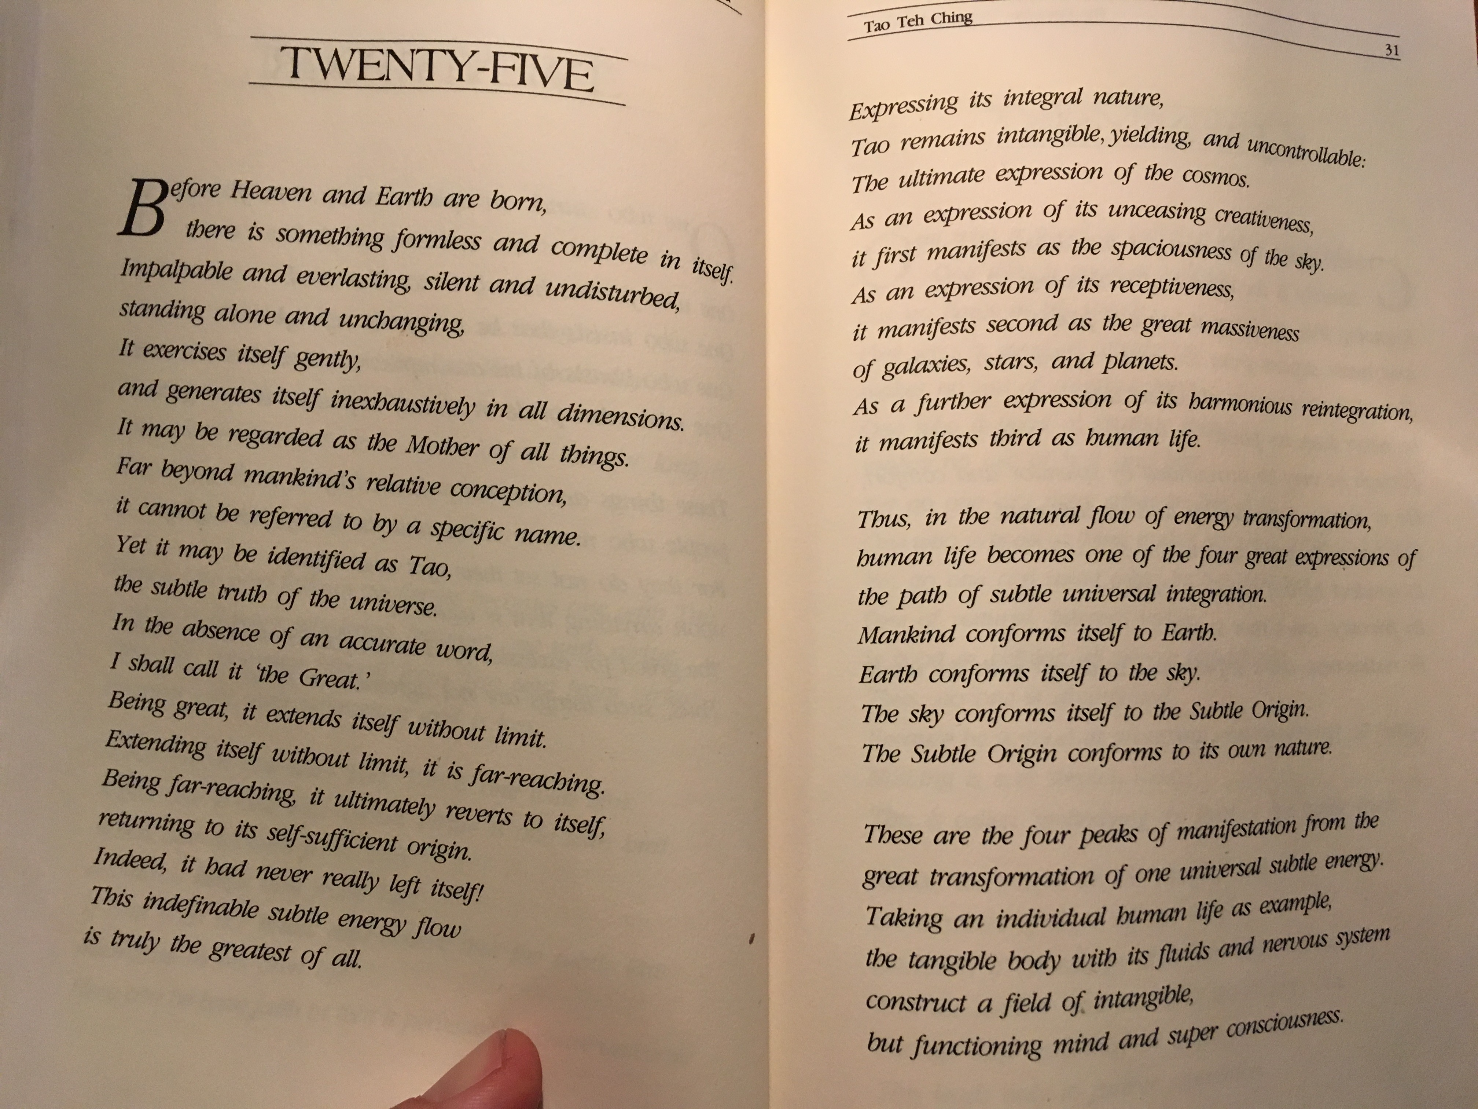 TWENTY-FIVE
Before Heaven and Earth are born,
there is something formless and complete in itself.
Impalpable and everlasting, silent and undisturbed,
standing alone and unchanging,
It exercises itself gently,
and generates itself inexhaustively in all dimensions.
It may be regarded as the Mother of all things.
Far beyond mankind's relative conception,
it cannot be referred to by a specific name.
Yet it may be identified as Tao,
the subtle truth of the universe.
In the absence of an accurate word,
I shall call it 'the Great.'
Being great, it extends itself without limit.
Extending itself without limit, it is far-reaching.
Being far-reaching, it ultimately reverts to itself,
returning to its self-sufficient origin.
Indeed, it had never really left itself!
This indefinable subtle energy flow
is truly the greatest of all.
Tao Teh Ching
31
Expressing its integral nature,
Tao remains intangible, yielding, and uncontrollable:
The ultimate expression of the cosmos.
As an expression of its unceasing creativeness,
it first manifests as the spaciousness of the sky.
As an expression of its receptiveness,
it manifests second as the great massiveness
of galaxies, stars, and planets.
As a further expression of its harmonious reintegration,
it manifests third as human life.
Thus, in the natural flow of energy transformation,
human life becomes one of the four great expressions of
the path of subtle universal integration.
Mankind conforms itself to Earth.
Earth conforms itself to the sky.
The sky conforms itself to the Subtle Origin.
The Subtle Origin conforms to its own nature.
These are the four peaks of manifestation from the
great transformation of one universal subtle energy.
Taking an individual human life as example,
the tangible body with its fluids and nervous system
construct a field of intangible,
but functioning mind and super consciousness.